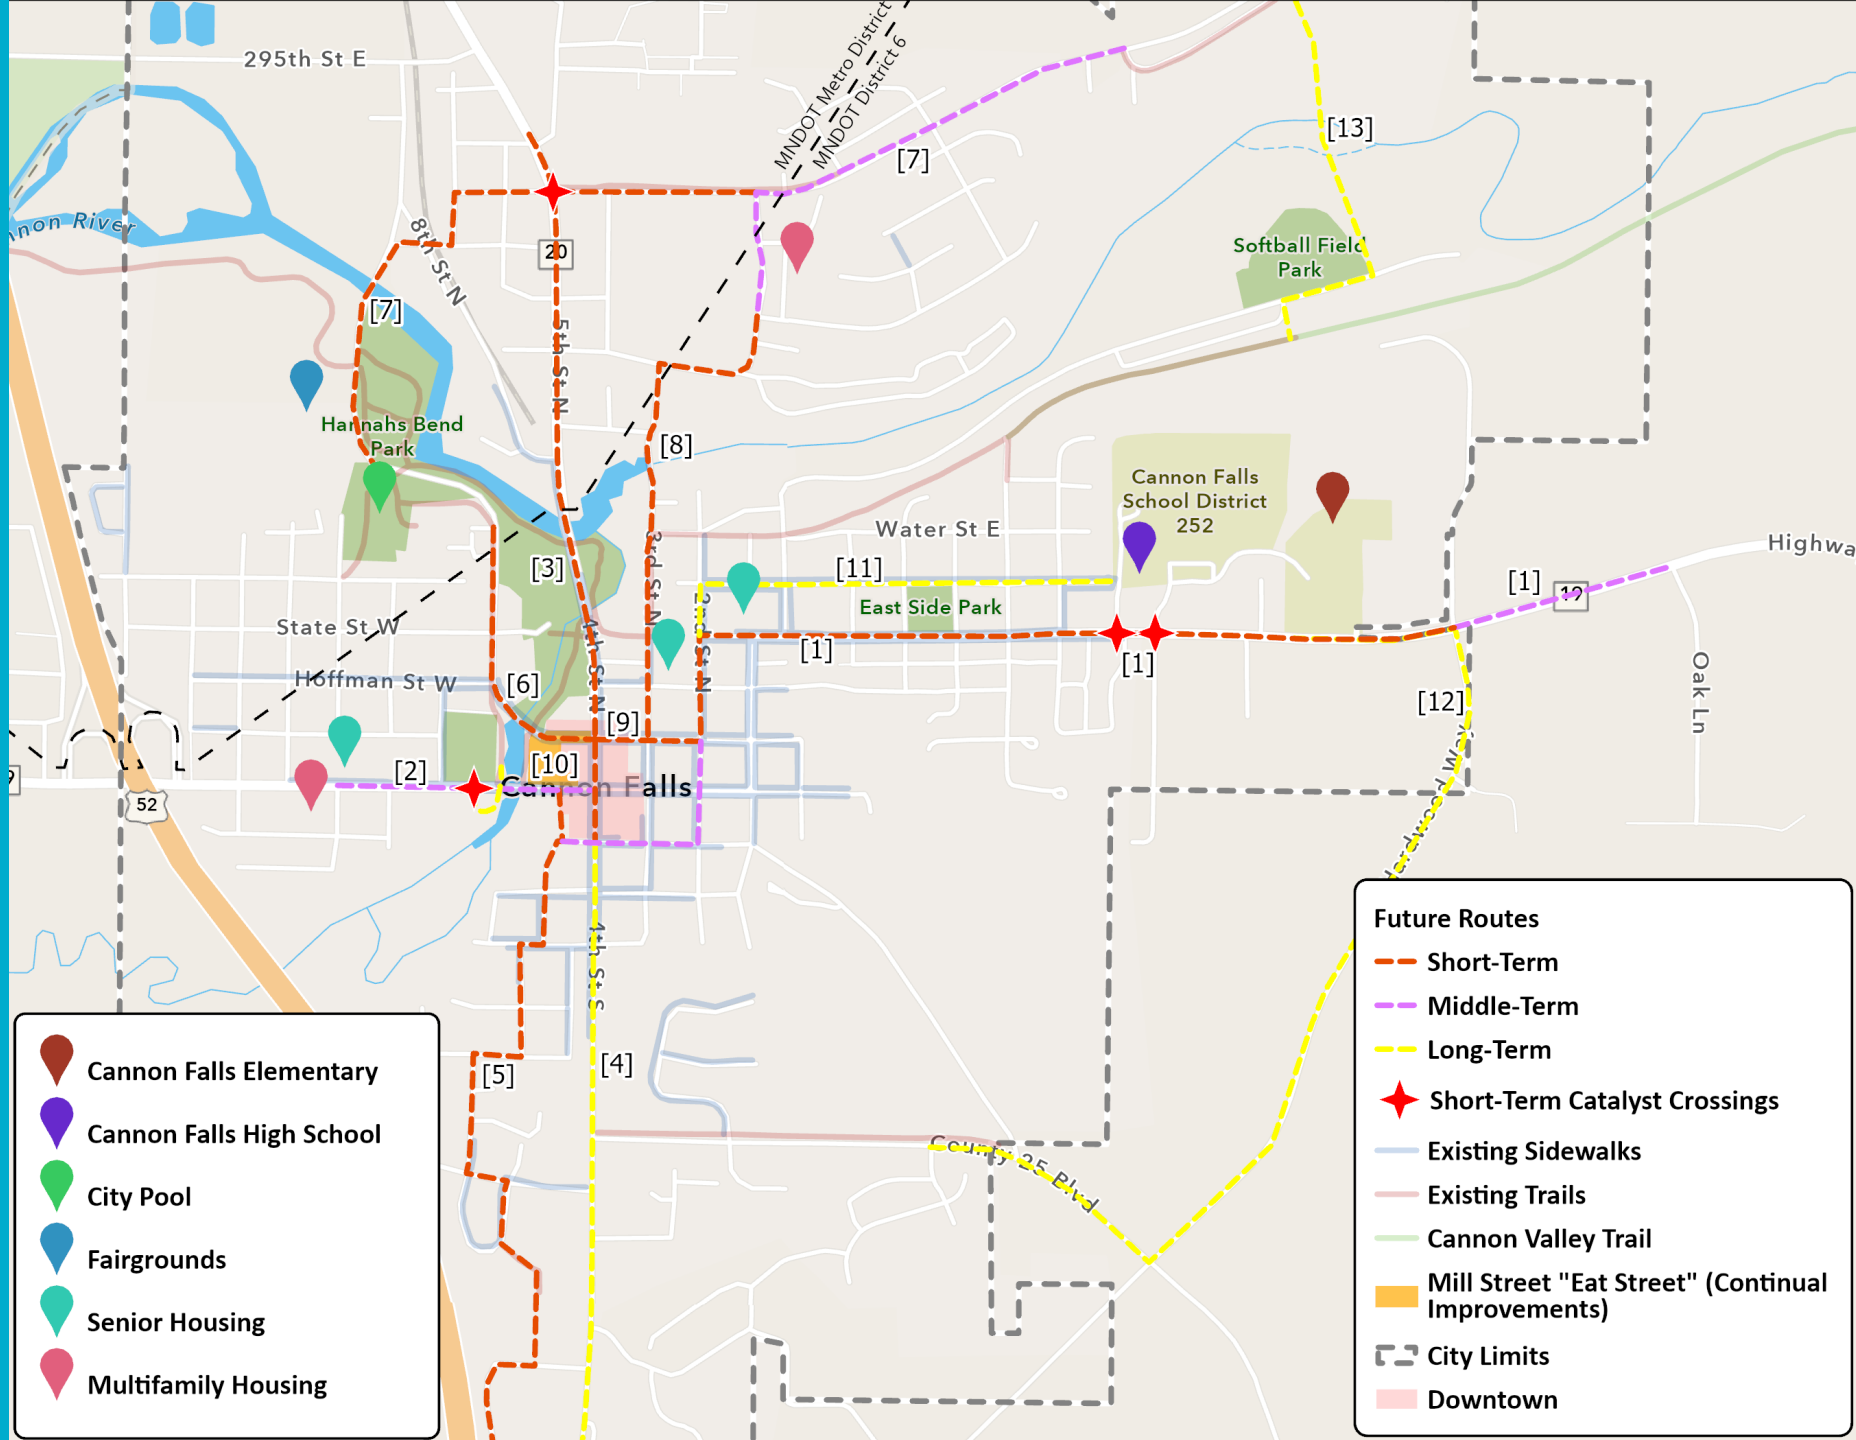 295th St E
MNDOT Metro District
MNDOT District 6
[13]
[7]
8th St N
20
Softball Field
Park
[7]
5th St N
Hannahs Bend
Park
[8]
Cannon Falls
School District
252
Water St E
Highwa
[3]
3rd St N
[11]
[1]
19
East Side Park
2nd St N
State St W
4th St N
[1]
[1]
Oak Ln
Hoffman St W
[6]
[12]
[9]
[2]
[10]
Cannon Falls
52
9
4th St S
[4]
[5]
County 25 Blvd
Cannon Falls Elementary
Cannon Falls High School
City Pool
Fairgrounds
Senior Housing
Multifamily Housing
Future Routes
Short-Term
Middle-Term
Long-Term
Short-Term Catalyst Crossings
Existing Sidewalks
Existing Trails
Cannon Valley Trail
Mill Street "Eat Street" (Continual
Improvements)
City Limits
Downtown